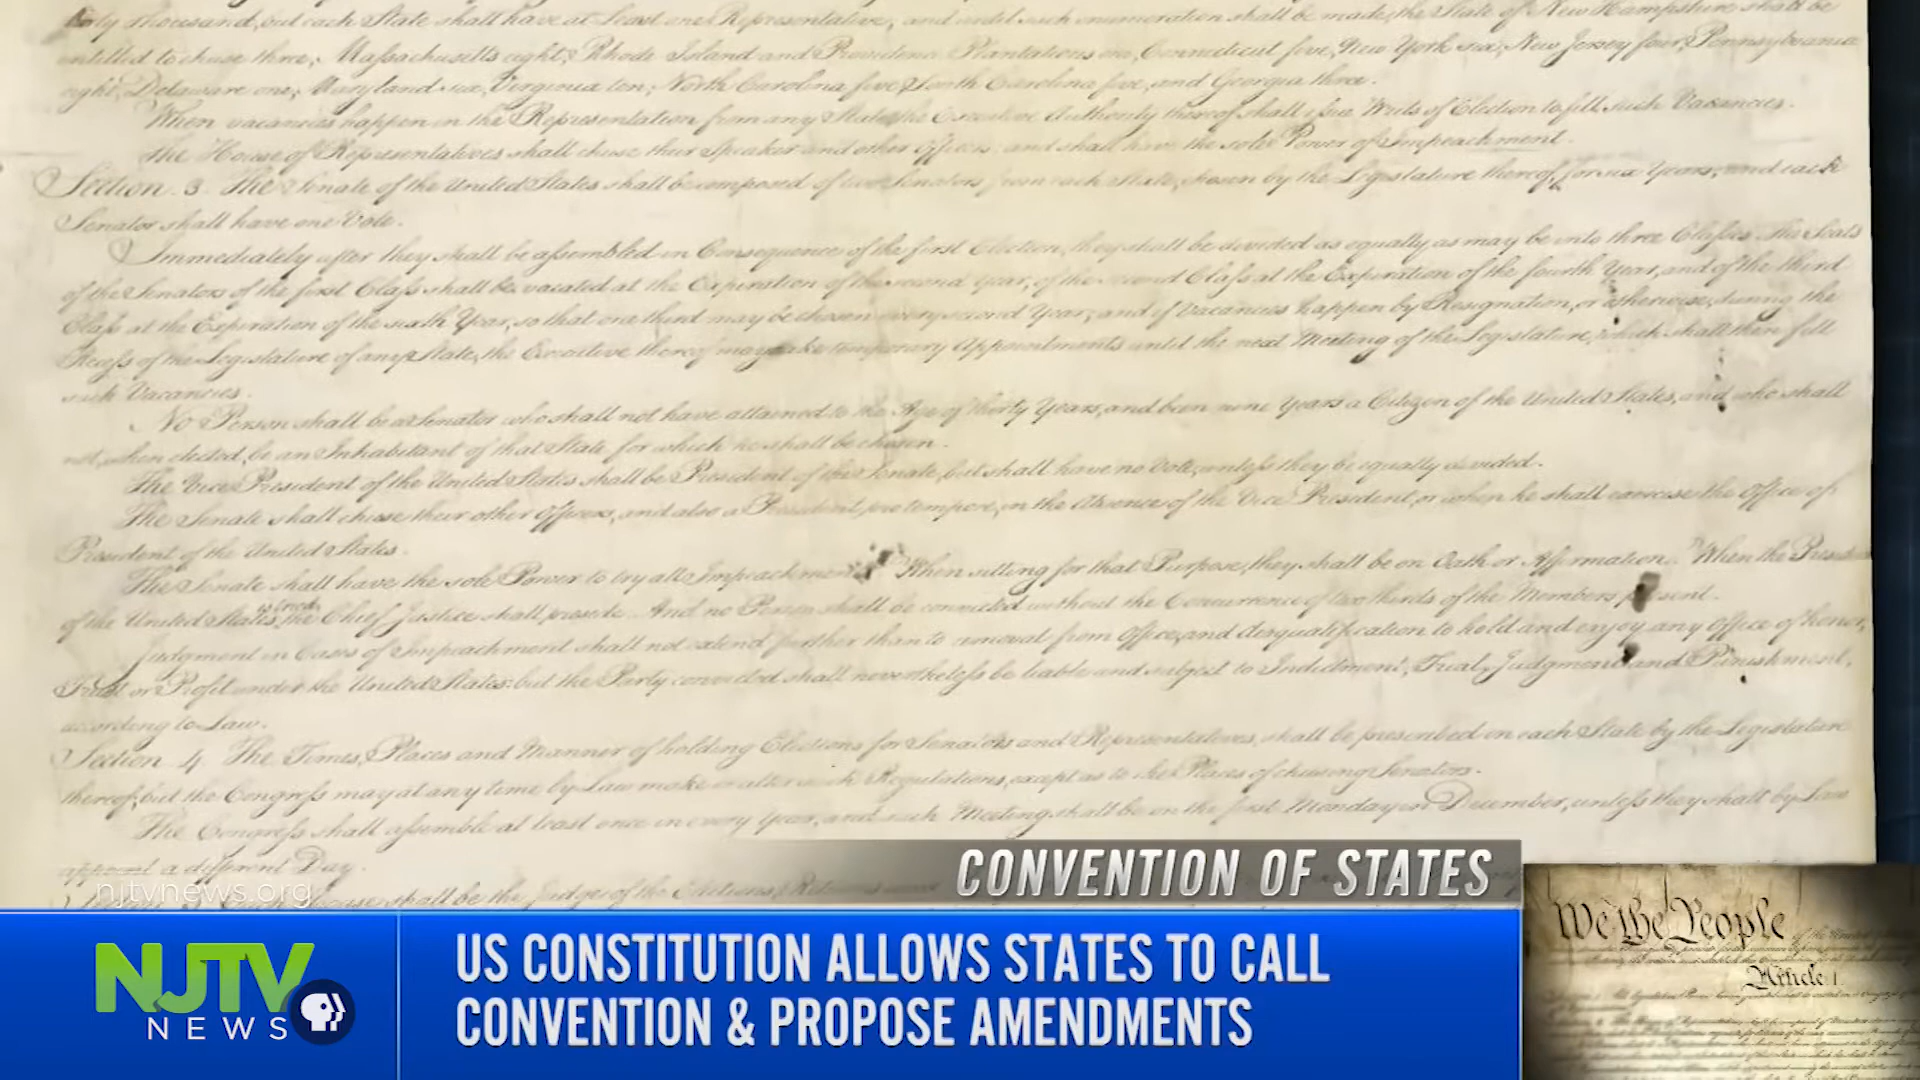 forty thousand, but each State shall have at Least one Representative; and until such enumeration shall be made, the State of New Hampshire shall be
entitled to chuse three, Massachusetts eight, Rhode Island and Providence Plantations one, Connecticut five, New York six, New Jersey four, Pennsylvania
eight, Delaware one, Maryland six, Virginia ten, North Carolina five, South Carolina five, and Georgia three.
When vacancies happen in the Representation from any State, the Executive Authority thereof shall issue Writs of Election to fill such Vacancies.
The House of Representatives shall chuse their Speaker and other Officers; and shall have the sole Power of Impeachment.
Section. 3. The Senate of the United States shall be composed of two Senators from each State, chosen by the Legislature thereof, for six Years; and each
Senator shall have one Vote.
Immediately after they shall be assembled in Consequence of the first Election, they shall be divided as equally as may be into three Classes. The Seats
of the Senators of the first Class shall be vacated at the Expiration of the second Year, of the second Class at the Expiration of the fourth Year, and of the third
Class at the Expiration of the sixth Year, so that one third may be chosen every second Year; and if Vacancies happen by Resignation, or otherwise, during the
Recess of the Legislature of any State, the Executive thereof may make temporary Appointments until the next Meeting of the Legislature, which shall then fill
such Vacancies.
No Person shall be a Senator who shall not have attained to the Age of thirty Years, and been nine Years a Citizen of the United States, and who shall
not, when elected, be an Inhabitant of that State for which he shall be chosen.
The Vice President of the United States shall be President of the Senate, but shall have no Vote, unless they be equally divided.
The Senate shall chuse their other Officers, and also a President pro tempore, in the Absence of the Vice President, or when he shall exercise the Office of
President of the United States.
The Senate shall have the sole Power to try all Impeachments. When sitting for that Purpose, they shall be on Oath or Affirmation. When the President
of the United States is tried, the Chief Justice shall preside: And no Person shall be convicted without the Concurrence of two thirds of the Members present.
Judgment in Cases of Impeachment shall not extend further than to removal from Office, and disqualification to hold and enjoy any Office of honor,
Trust or Profit under the United States: but the Party convicted shall nevertheless be liable and subject to Indictment, Trial, Judgment and Punishment,
according to Law.
Section. 4. The Times, Places and Manner of holding Elections for Senators and Representatives, shall be prescribed in each State by the Legislature
thereof; but the Congress may at any time by Law make or alter such Regulations, except as to the Places of chusing Senators.
The Congress shall assemble at least once in every Year, and such Meeting shall be on the first Monday in December, unless they shall by Law
appoint a different Day.
shall be the Judge of the Elections, Returns
njtvnews.org
CONVENTION OF STATES
NJTV
NEWS
US CONSTITUTION ALLOWS STATES TO CALL
CONVENTION & PROPOSE AMENDMENTS
We the People
Article 1